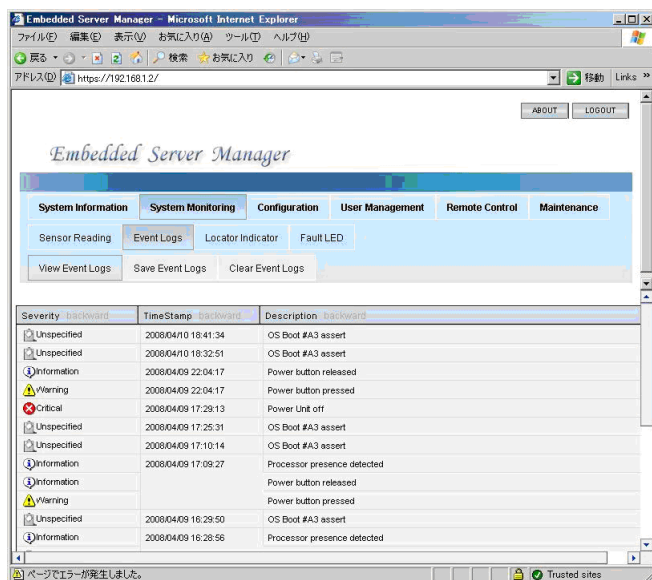 Embedded Server Manager - Microsoft Internet Explorer
ファイル(F) 編集(E) 表示(V) お気に入り(A) ツール(T) ヘルプ(H)
戻る 検索 お気に入り
アドレス(D) https://192.168.1.2/ 移動 Links »
ABOUT LOGOUT
Embedded Server Manager
System Information System Monitoring Configuration User Management Remote Control Maintenance
Sensor Reading Event Logs Locator Indicator Fault LED
View Event Logs Save Event Logs Clear Event Logs
Severity backward TimeStamp backward Description backward
Unspecified 2008/04/10 18:41:34 OS Boot #A3 assert
Unspecified 2008/04/10 18:32:51 OS Boot #A3 assert
Information 2008/04/09 22:04:17 Power button released
Warning 2008/04/09 22:04:17 Power button pressed
Critical 2008/04/09 17:29:13 Power Unit off
Unspecified 2008/04/09 17:25:31 OS Boot #A3 assert
Unspecified 2008/04/09 17:10:14 OS Boot #A3 assert
Information 2008/04/09 17:09:27 Processor presence detected
Information Power button released
Warning Power button pressed
Unspecified 2008/04/09 16:29:50 OS Boot #A3 assert
Information 2008/04/09 16:28:56 Processor presence detected
ページでエラーが発生しました。 Trusted sites